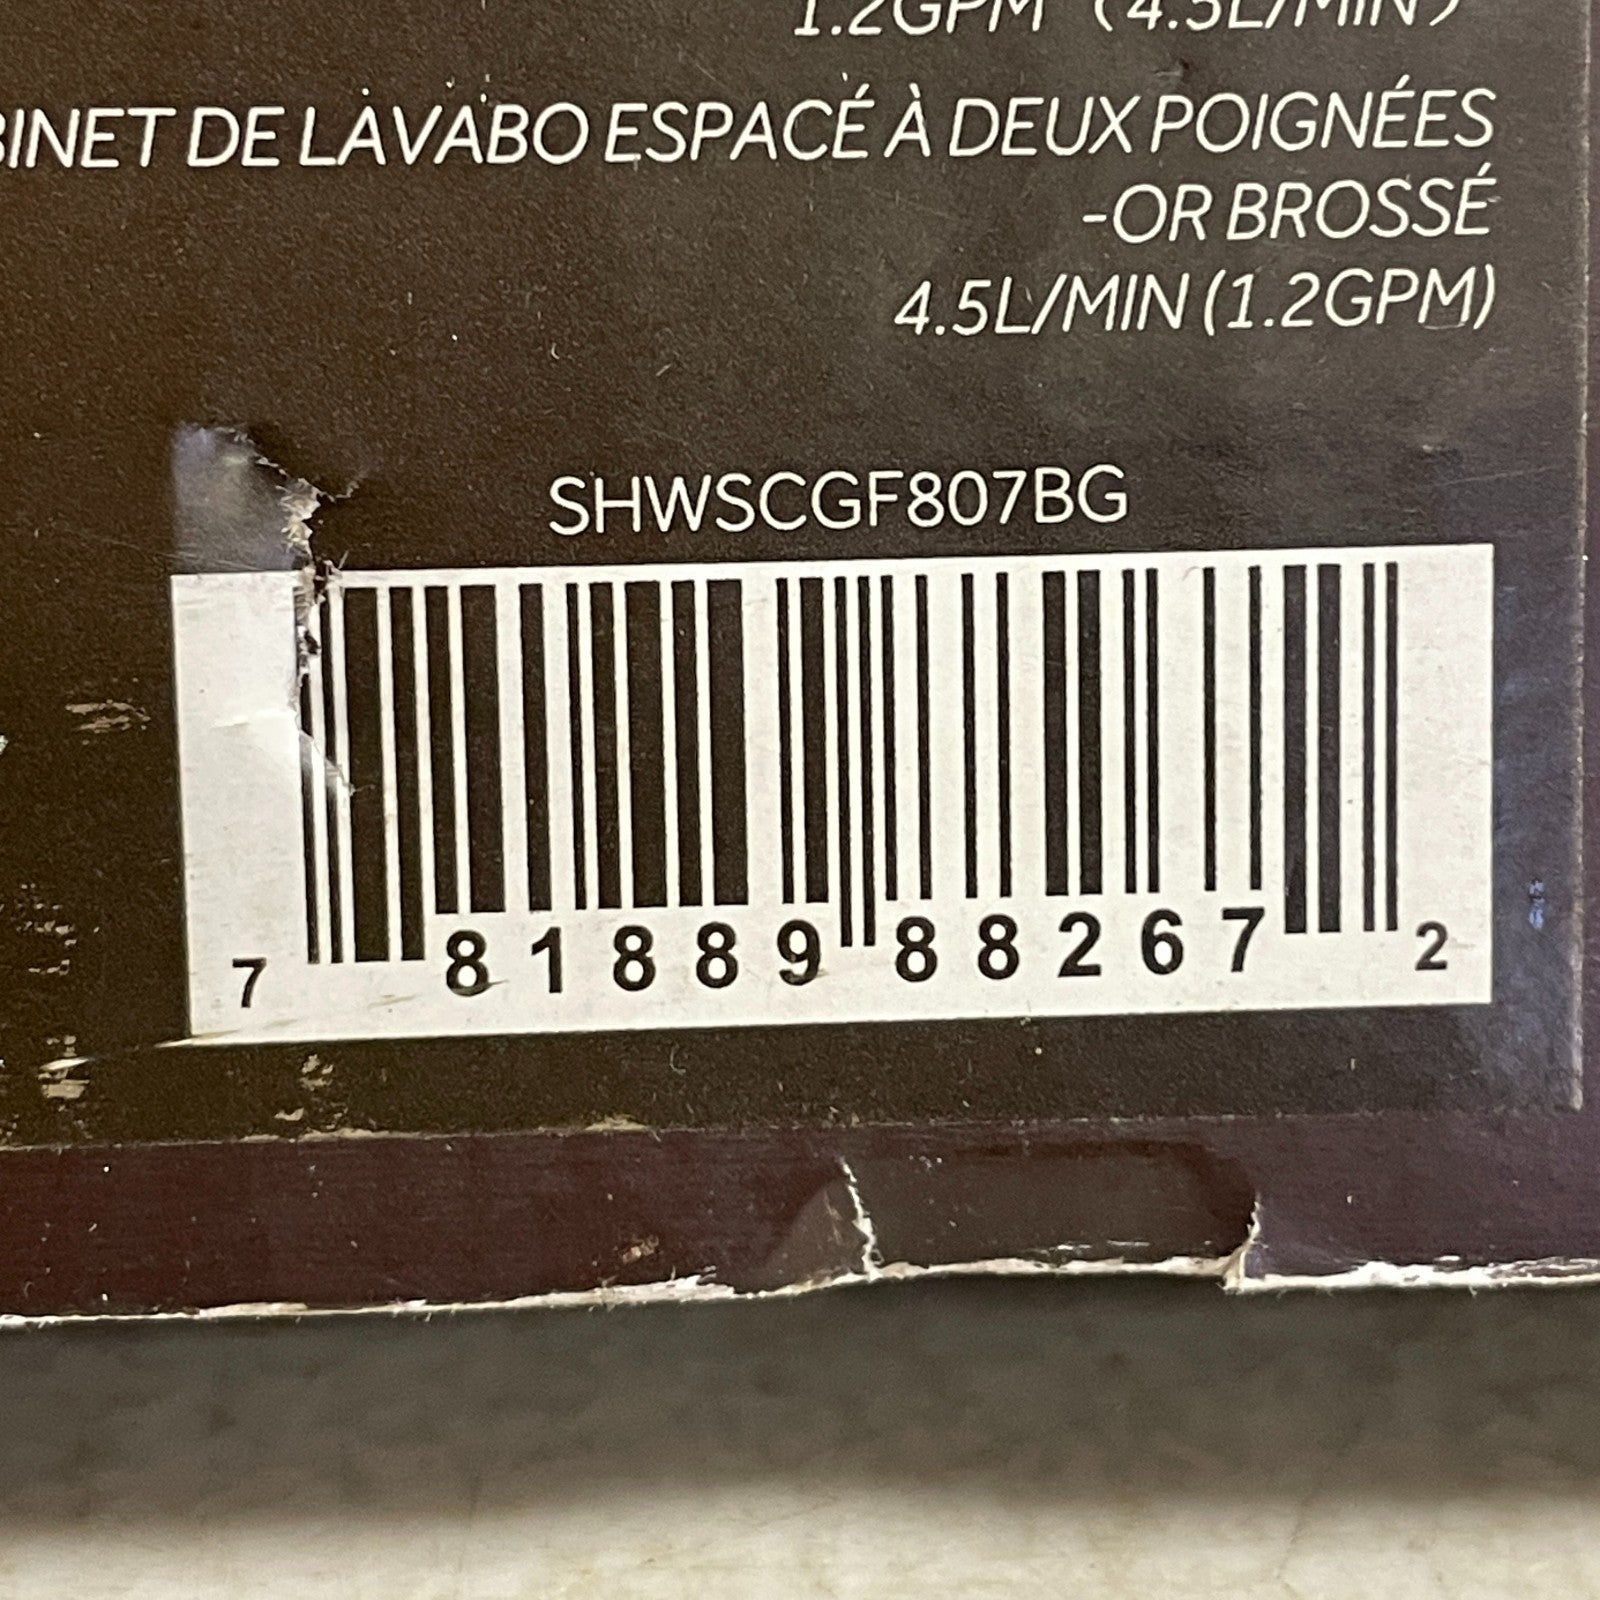 1.2GPM (4.5L/MIN)
DE LAVABO ESPACÉ À DEUX POIGNÉES
-OR BROSSÉ
4.5L/MIN (1.2GPM)
SHWSCGF807BG
7 81889 88267 2